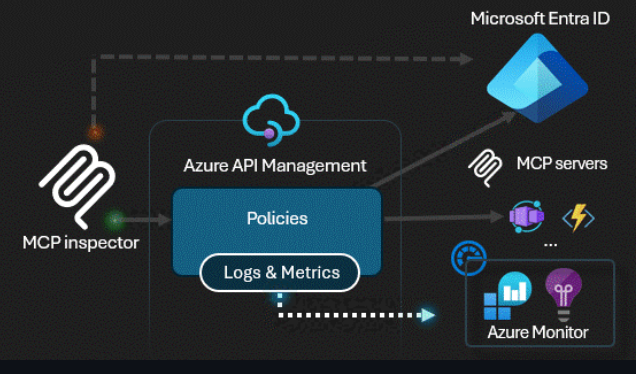 Microsoft Entra ID
Azure API Management
MCP servers
Policies
MCP inspector
...
Logs & Metrics
Azure Monitor